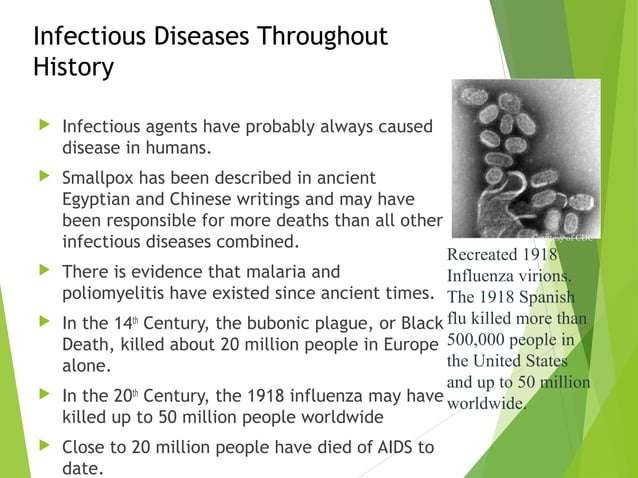 Infectious Diseases Throughout
History
Infectious agents have probably always caused
disease in humans.
Smallpox has been described in ancient
Egyptian and Chinese writings and may have
been responsible for more deaths than all other
infectious diseases combined.
There is evidence that malaria and
poliomyelitis have existed since ancient times.
In the 14th Century, the bubonic plague, or Black
Death, killed about 20 million people in Europe
alone.
In the 20th Century, the 1918 influenza may have
killed up to 50 million people worldwide
Close to 20 million people have died of AIDS to
date.
of CDC
Recreated 1918
Influenza virions.
The 1918 Spanish
flu killed more than
500,000 people in
the United States
and up to 50 million
worldwide.